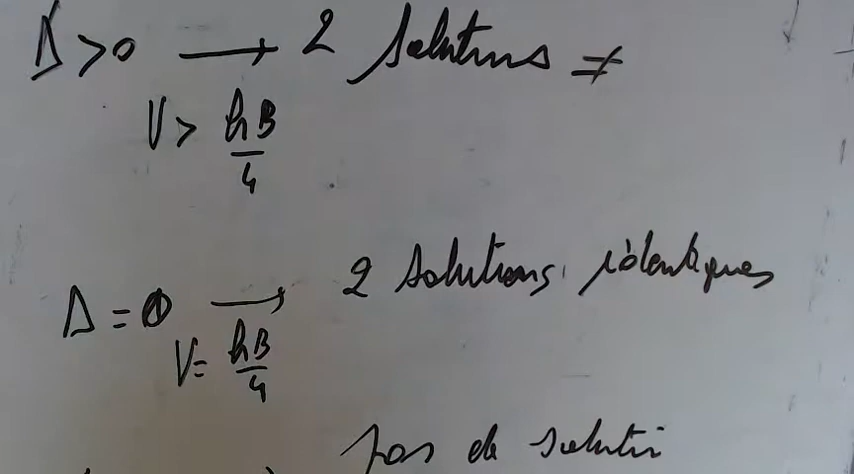 Δ > 0 → 2 solutions ≠
V > hB/4
Δ = 0 → 2 solutions identiques
V = hB/4
pas de soluti